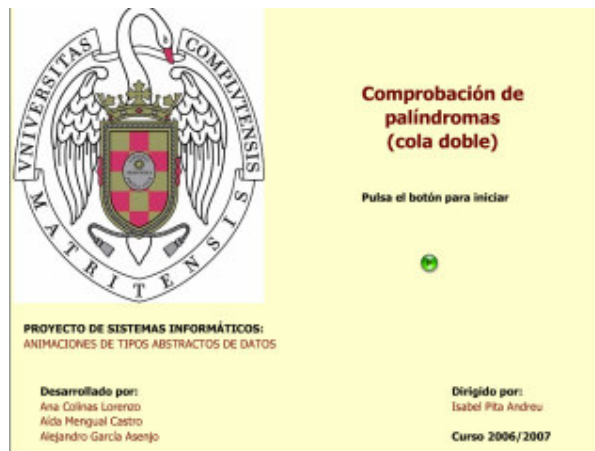 VNIVERSITAS COMPLVTENSIS
MATRITENSIS
Comprobación de
palíndromas
(cola doble)
Pulsa el botón para iniciar
PROYECTO DE SISTEMAS INFORMÁTICOS:
ANIMACIONES DE TIPOS ABSTRACTOS DE DATOS
Desarrollado por:
Ana Colinas Lorenzo
Aída Mengual Castro
Alejandro García Asenjo
Dirigido por:
Isabel Pita Andreu
Curso 2006/2007